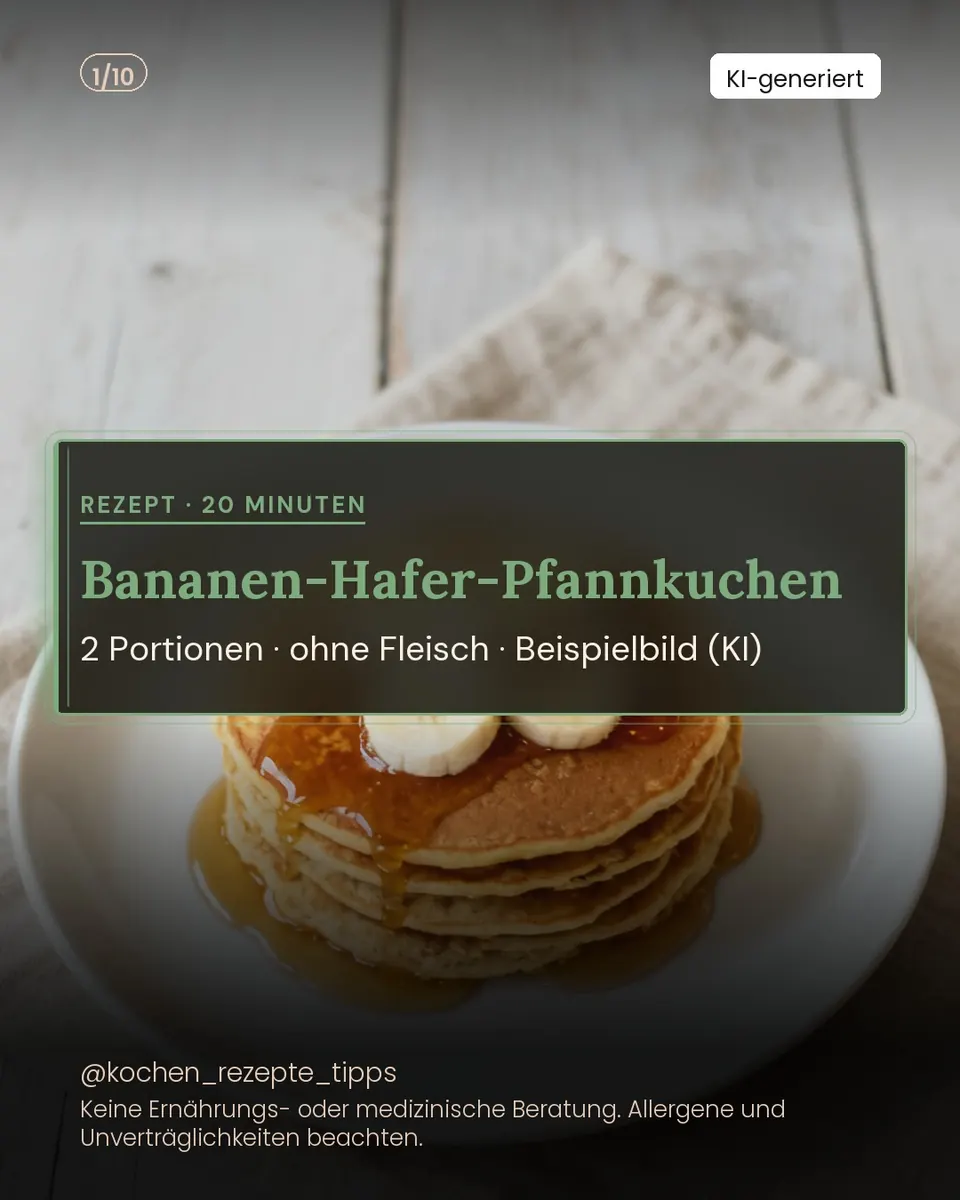 1/10
KI-generiert
REZEPT · 20 MINUTEN
Bananen-Hafer-Pfannkuchen
2 Portionen · ohne Fleisch · Beispielbild (KI)
@kochen_rezepte_tipps
Keine Ernährungs- oder medizinische Beratung. Allergene und
Unverträglichkeiten beachten.